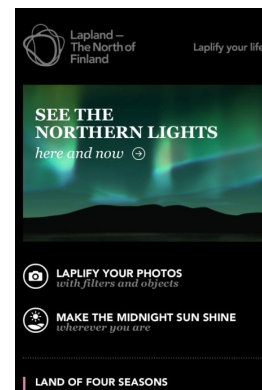 Lapland —
The North of
Finland
Laplify your life
SEE THE
NORTHERN LIGHTS
here and now
LAPLIFY YOUR PHOTOS
with filters and objects
MAKE THE MIDNIGHT SUN SHINE
wherever you are
LAND OF FOUR SEASONS